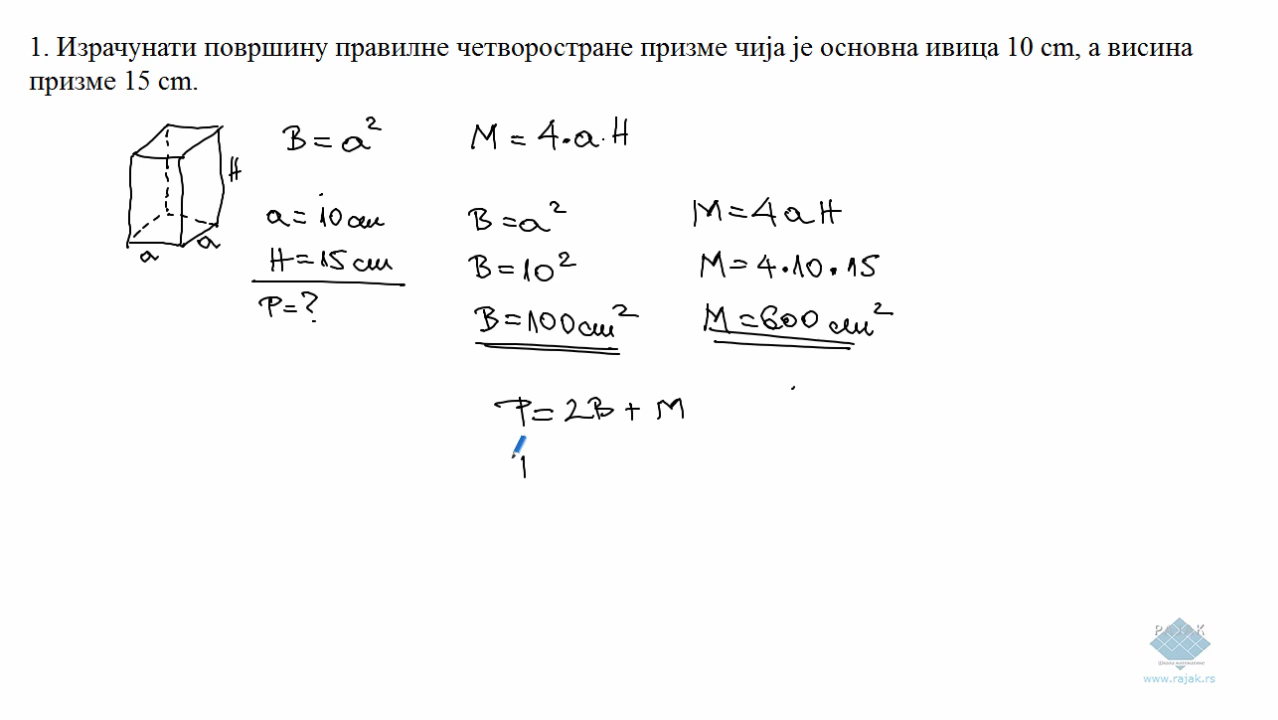 1. Израчунати површину правилне четворостране призме чија је основна ивица 10 cm, а висина
призме 15 cm.
B = a² M = 4·a·H
H
a = 10 cm B = a² M = 4aH
a a
H = 15 cm B = 10² M = 4·10·15
P = ? B = 100 cm² M = 600 cm²
P = 2B + M
РАЈАК
www.rajak.rs